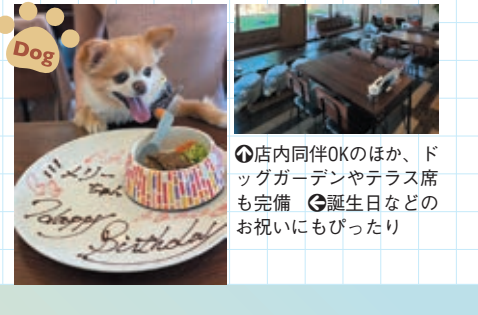 Dog
メリー
ちゃん
Happy
Birthday
⬆店内同伴OKのほか、ド
ッグガーデンやテラス席
も完備 ⬅誕生日などの
お祝いにもぴったり